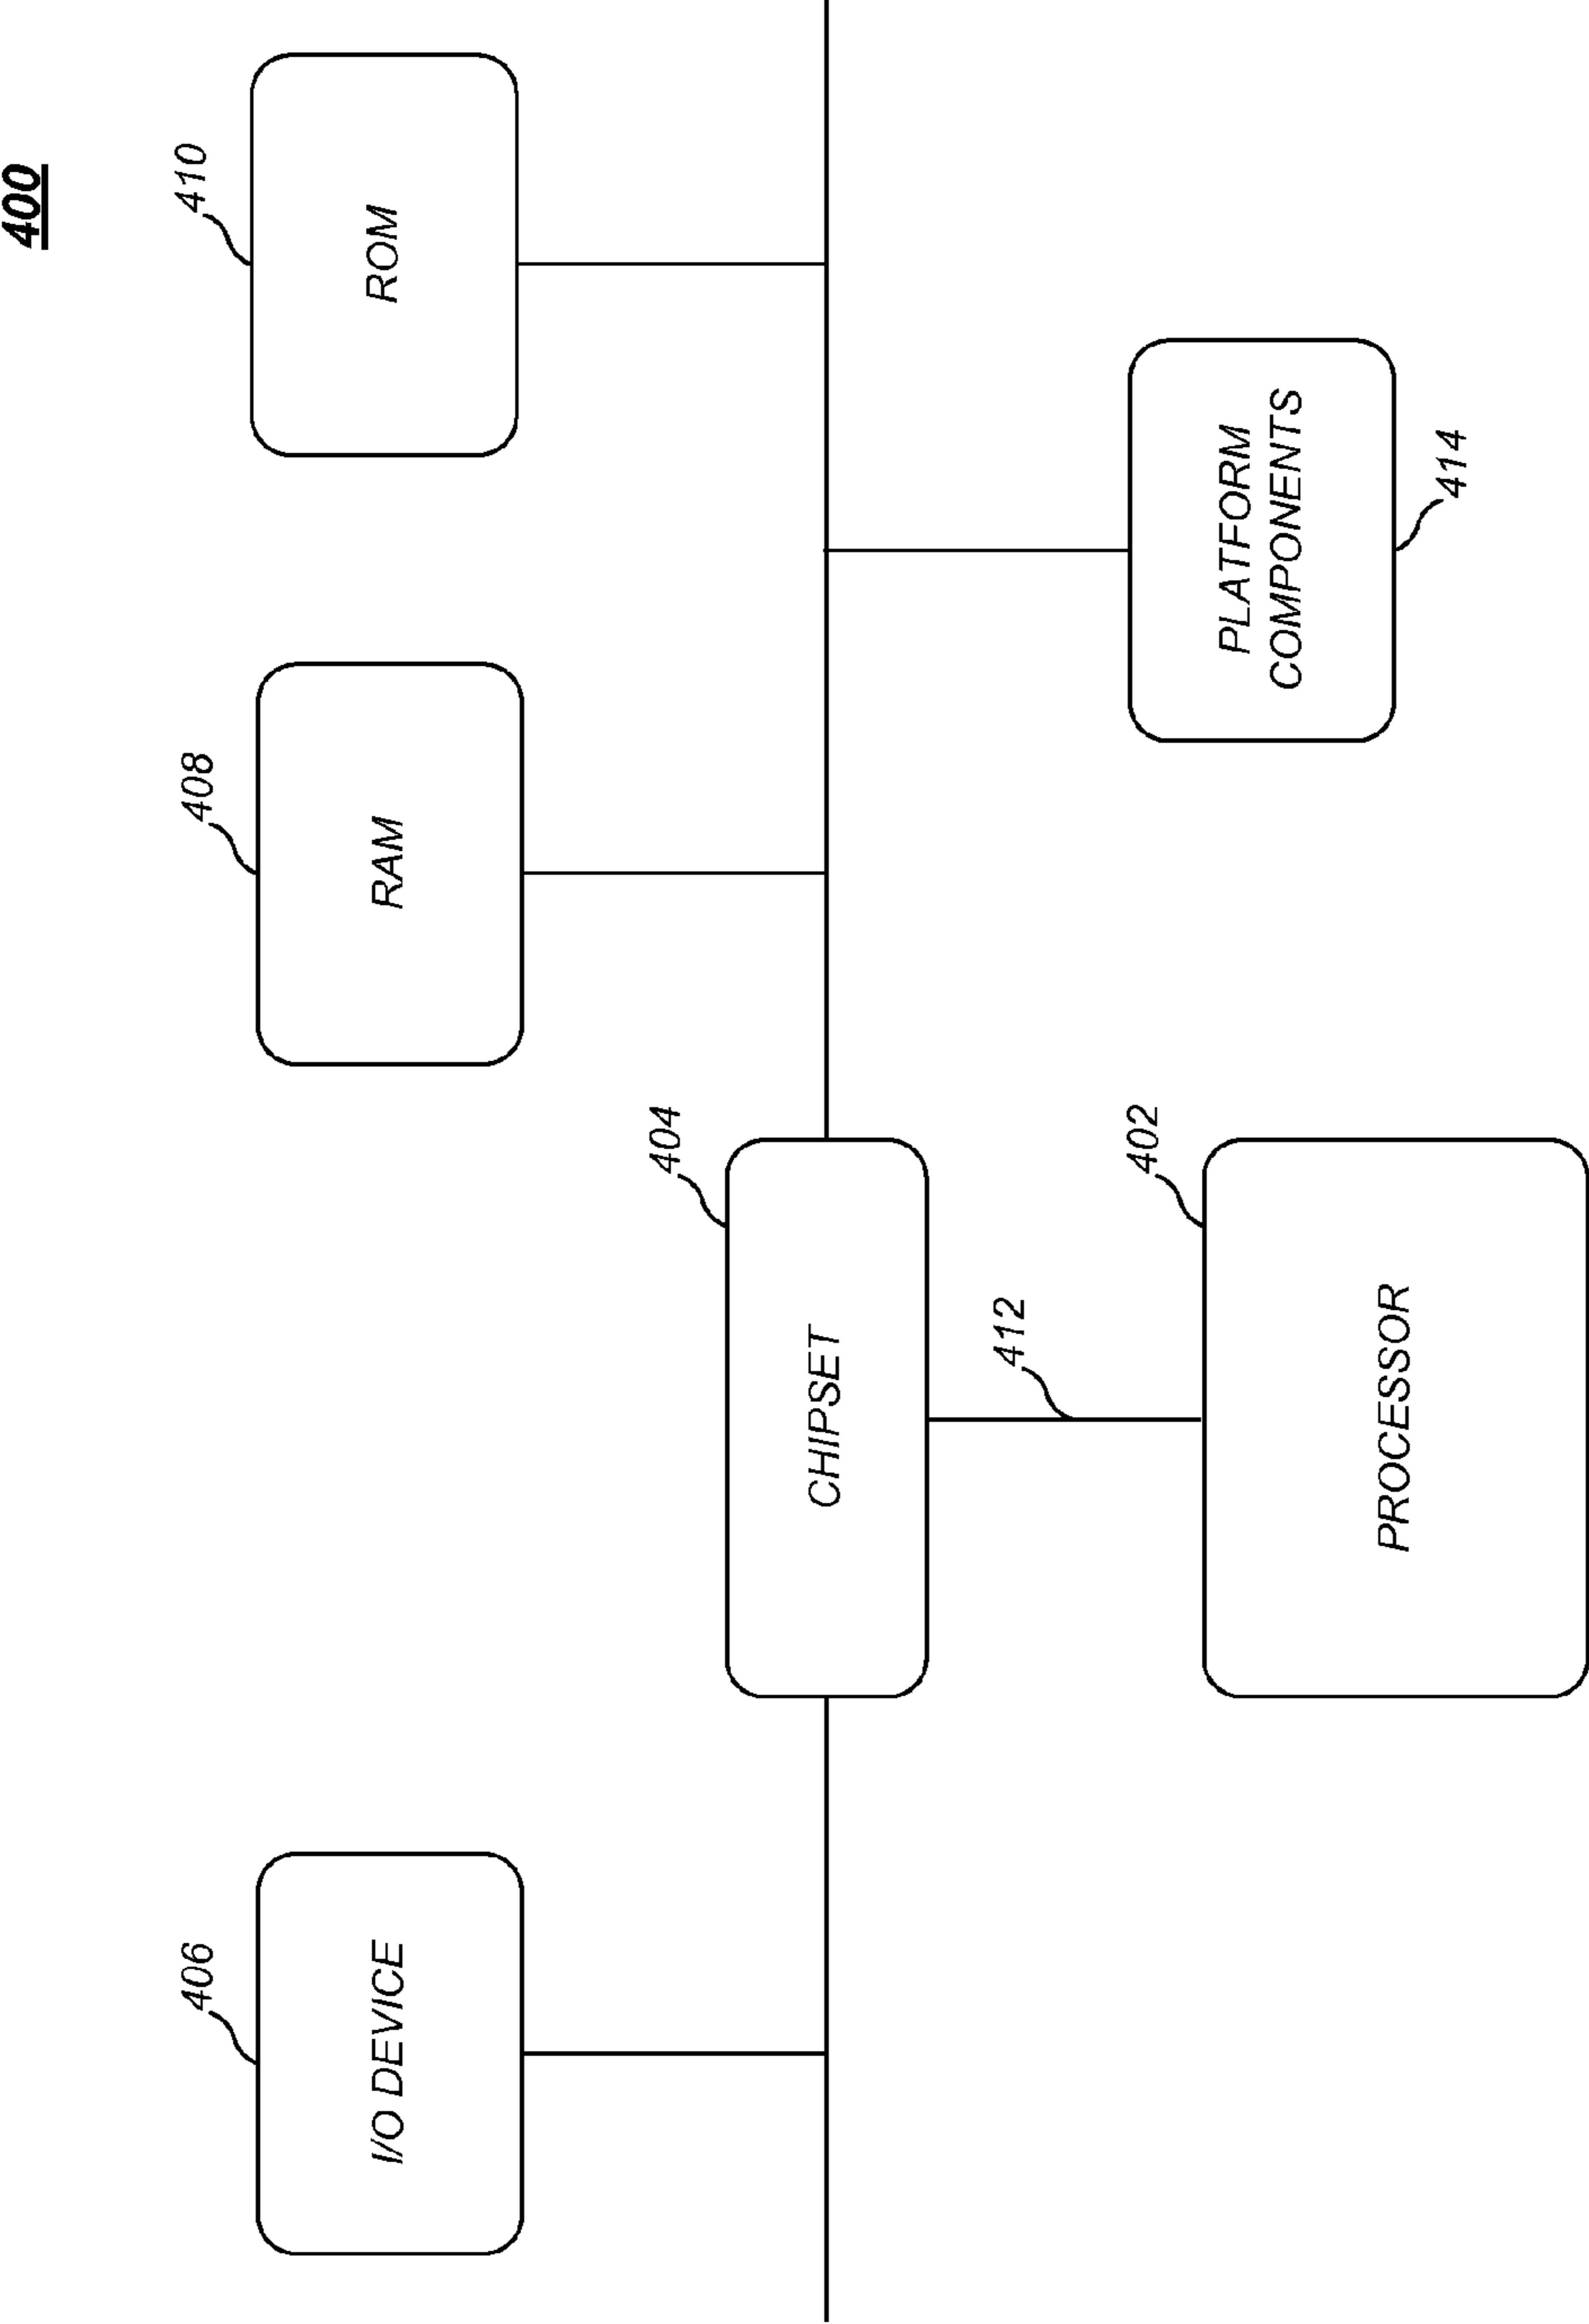 400
406
I/O DEVICE
408
RAM
410
ROM
404
CHIPSET
412
402
PROCESSOR
PLATFORM
COMPONENTS
414